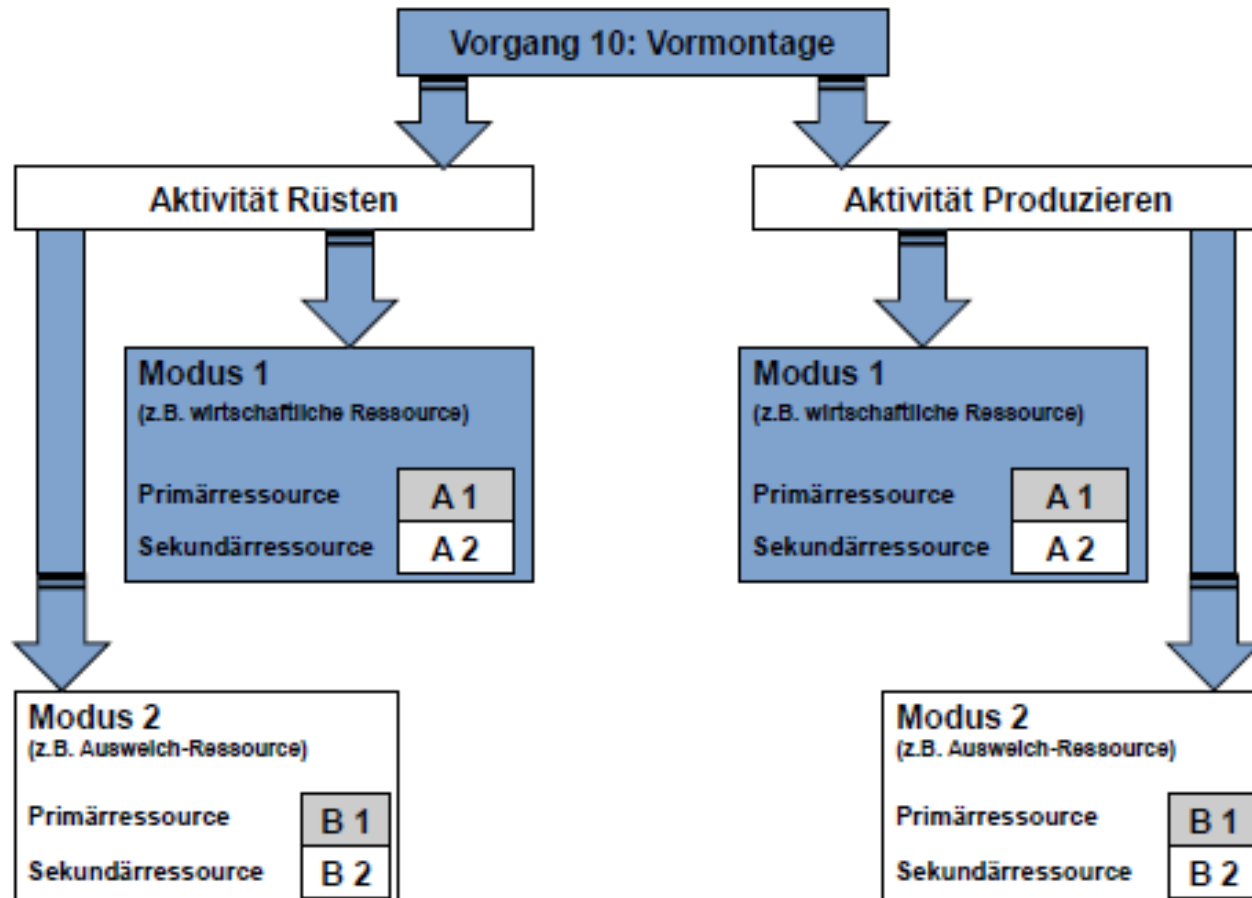 Vorgang 10: Vormontage
Aktivität Rüsten
Aktivität Produzieren
Modus 1
(z.B. wirtschaftliche Ressource)
Primärressource A 1
Sekundärressource A 2
Modus 1
(z.B. wirtschaftliche Ressource)
Primärressource A 1
Sekundärressource A 2
Modus 2
(z.B. Ausweich-Ressource)
Primärressource B 1
Sekundärressource B 2
Modus 2
(z.B. Ausweich-Ressource)
Primärressource B 1
Sekundärressource B 2